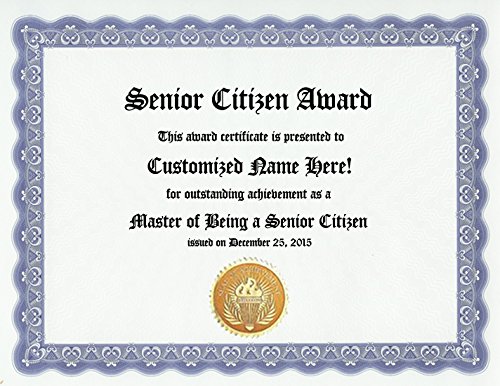 Senior Citizen Award
This award certificate is presented to
Customized Name Here!
for outstanding achievement as a
Master of Being a Senior Citizen
issued on December 25, 2015